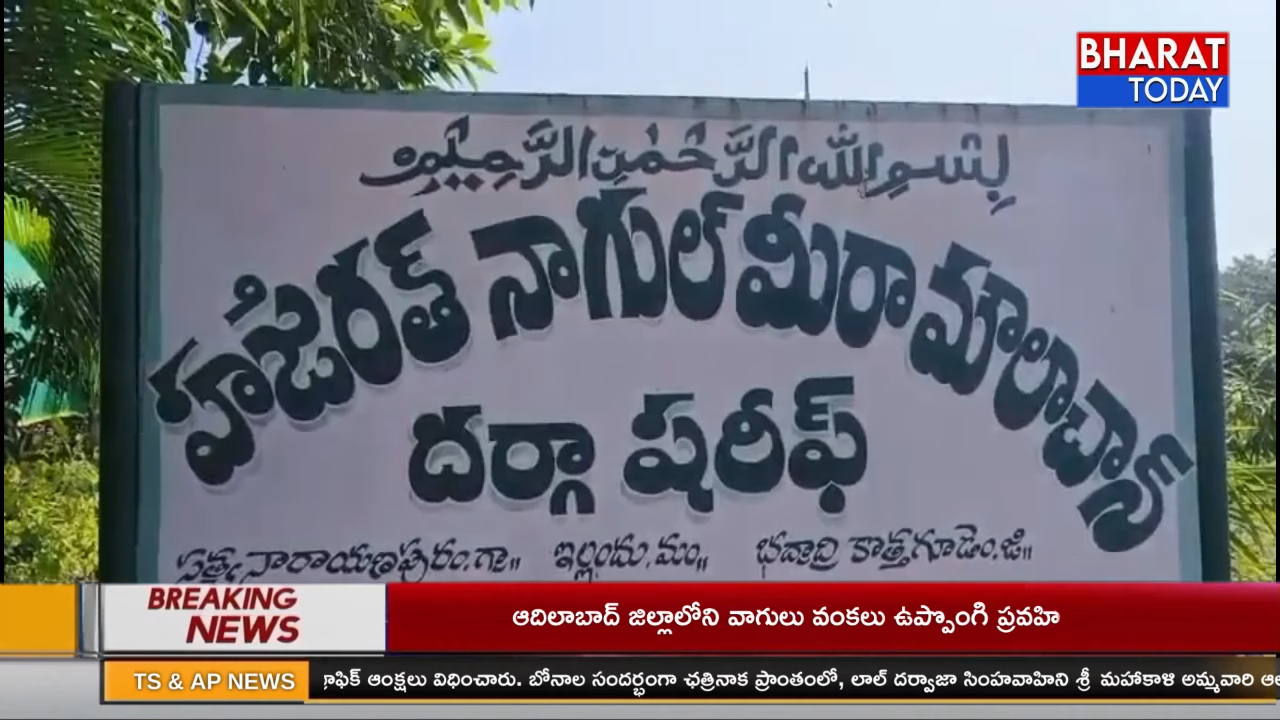 BHARAT
TODAY
بِسْمِ اللهِ الرَّحْمٰنِ الرَّحِيْمِ
హజరత్ నాగుల్ మీరా మౌలాచాన్
దర్గా షరీఫ్
సత్యనారాయణపురం.గా॥ ఇల్లందు.మం॥ భద్రాద్రి కొత్తగూడెం.జి॥
BREAKING
NEWS
ఆదిలాబాద్ జిల్లాలోని వాగులు వంకలు ఉప్పొంగి ప్రవహి
TS & AP NEWS
ఆంక్షలు విధించారు. బోనాల సందర్భంగా ఛత్రినాక ప్రాంతంలో, లాల్ దర్వాజా సింహవాహిని శ్రీ మహాకాళి అమ్మవారి